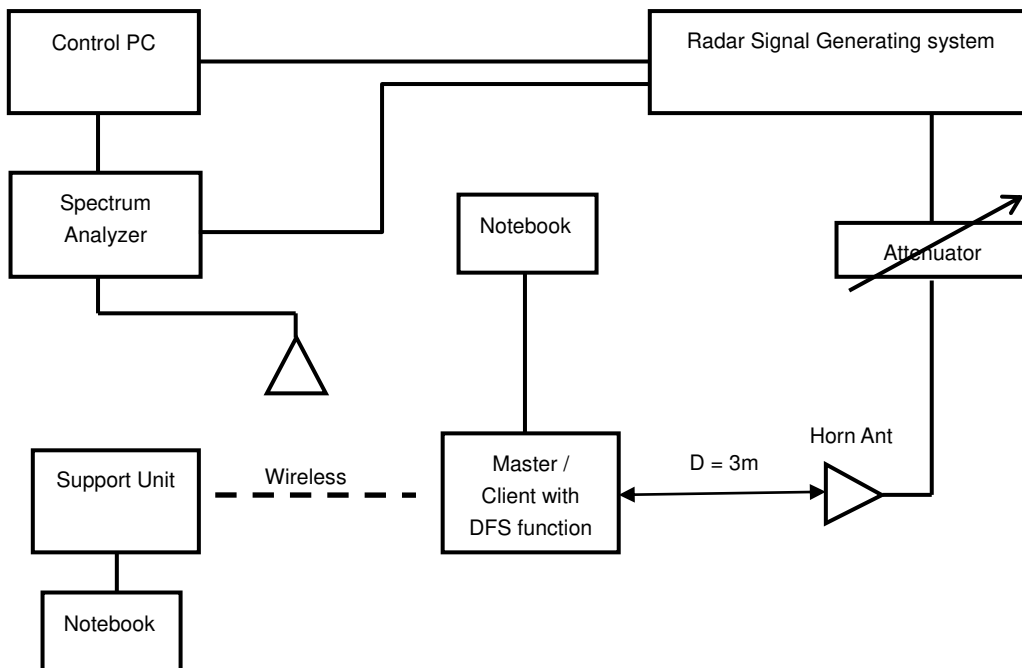 Control PC
Radar Signal Generating system
Spectrum
Analyzer
Notebook
Attenuator
Horn Ant
Support Unit
Wireless
Master /
Client with
DFS function
D = 3m
Notebook